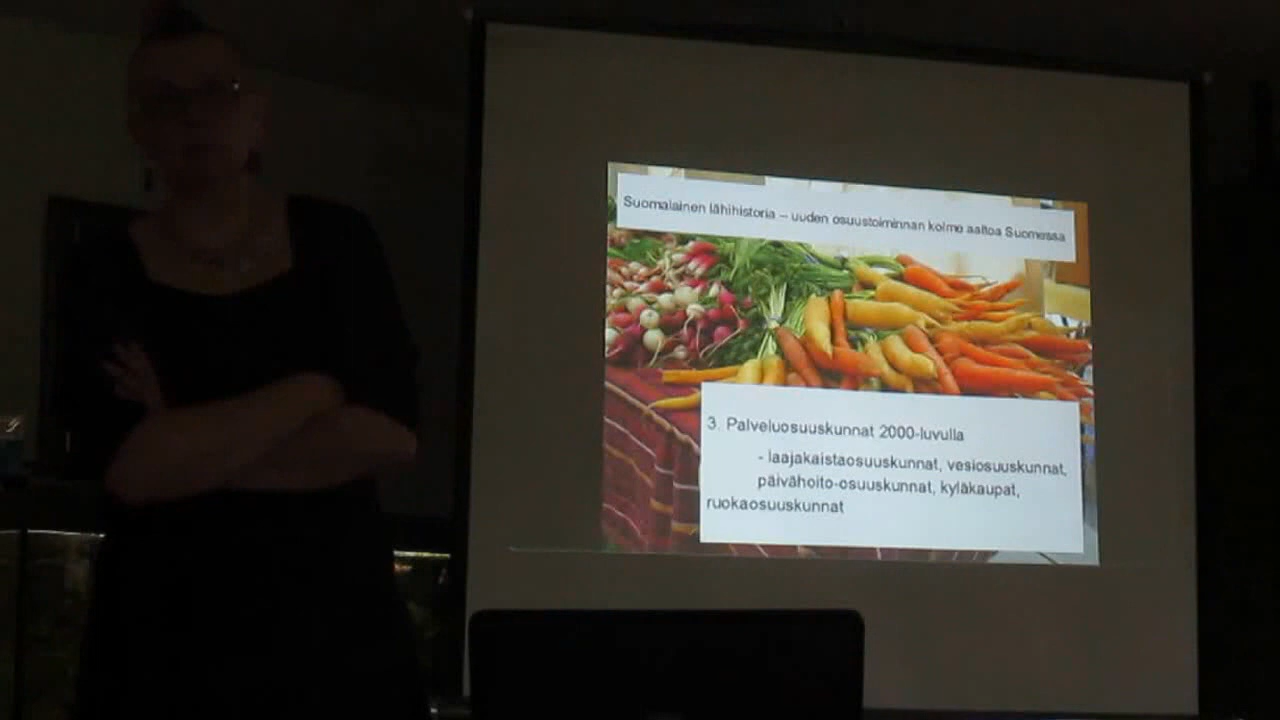 Suomalainen lähihistoria – uuden osuustoiminnan kolme aaltoa Suomessa
3. Palveluosuuskunnat 2000-luvulla
- laajakaistaosuuskunnat, vesiosuuskunnat,
päivähoito-osuuskunnat, kyläkaupat,
ruokaosuuskunnat